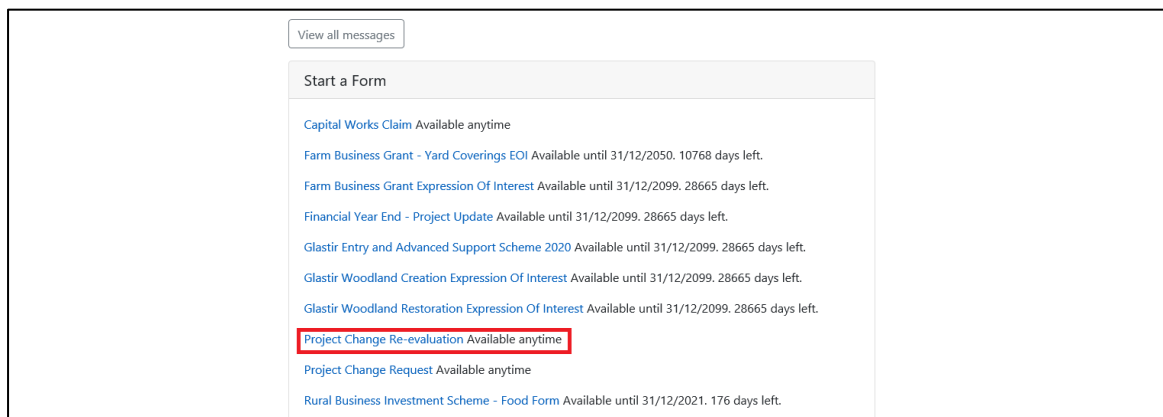 View all messages
Start a Form
Capital Works Claim Available anytime
Farm Business Grant - Yard Coverings EOI Available until 31/12/2050. 10768 days left.
Farm Business Grant Expression Of Interest Available until 31/12/2099. 28665 days left.
Financial Year End - Project Update Available until 31/12/2099. 28665 days left.
Glastir Entry and Advanced Support Scheme 2020 Available until 31/12/2099. 28665 days left.
Glastir Woodland Creation Expression Of Interest Available until 31/12/2099. 28665 days left.
Glastir Woodland Restoration Expression Of Interest Available until 31/12/2099. 28665 days left.
Project Change Re-evaluation Available anytime
Project Change Request Available anytime
Rural Business Investment Scheme - Food Form Available until 31/12/2021. 176 days left.